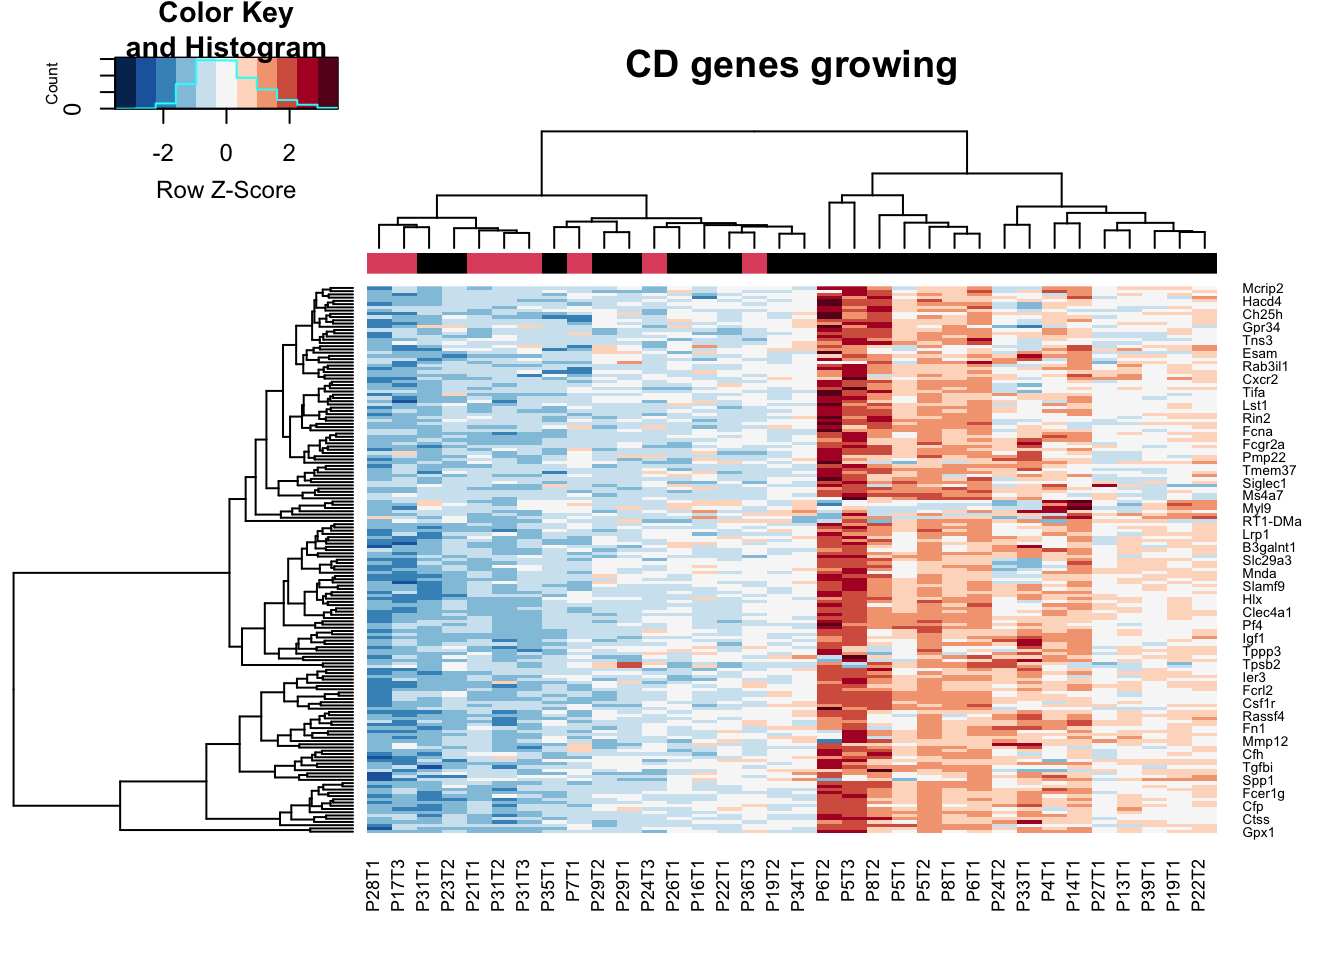 Color Key
and Histogram
Count
0
-2 0 2
Row Z-Score
CD genes growing
Mcrip2
Hacd4
Ch25h
Gpr34
Tns3
Esam
Rab3il1
Cxcr2
Tifa
Lst1
Rin2
Fcna
Fcgr2a
Pmp22
Tmem37
Siglec1
Ms4a7
Myl9
RT1-DMa
Lrp1
B3galnt1
Slc29a3
Mnda
Slamf9
Hlx
Clec4a1
Pf4
Igf1
Tppp3
Tpsb2
Ier3
Fcrl2
Csf1r
Rassf4
Fn1
Mmp12
Cfh
Tgfbi
Spp1
Fcer1g
Cfp
Ctss
Gpx1
P28T1
P17T3
P31T1
P23T2
P21T1
P31T2
P31T3
P35T1
P7T1
P29T2
P29T1
P24T3
P26T1
P16T1
P22T1
P36T3
P19T2
P34T1
P6T2
P5T3
P8T2
P5T1
P5T2
P8T1
P6T1
P24T2
P33T1
P4T1
P14T1
P27T1
P13T1
P39T1
P19T1
P22T2